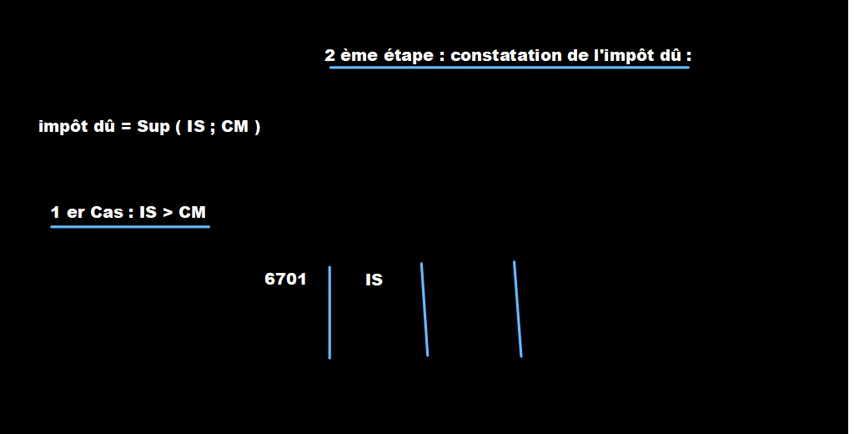 2 ème étape : constatation de l'impôt dû :
impôt dû = Sup ( IS ; CM )
1 er Cas : IS > CM
6701 IS